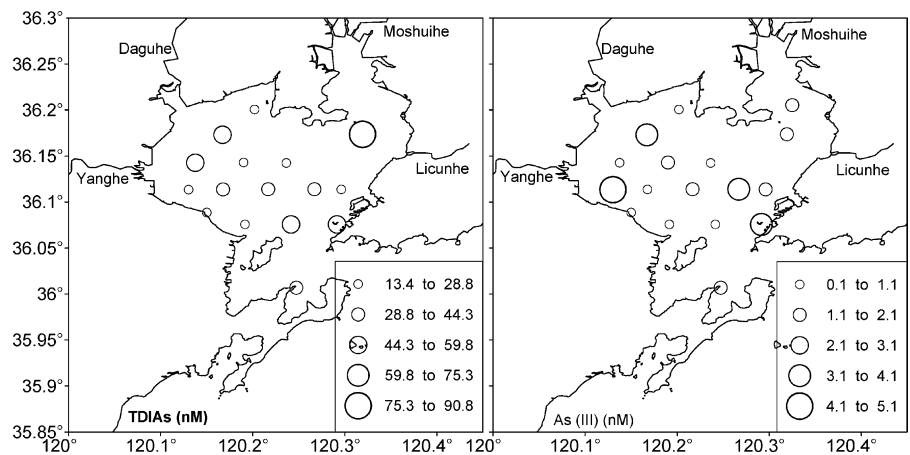 36.3°
36.25°
36.2°
36.15°
36.1°
36.05°
36°
35.95°
35.9°
35.85°
120°
120.1°
120.2°
120.3°
120.4°
Daguhe
Moshuihe
Yanghe
Licunhe
TDIAs (nM)
13.4 to 28.8
28.8 to 44.3
44.3 to 59.8
59.8 to 75.3
75.3 to 90.8
Daguhe
Moshuihe
Yanghe
Licunhe
As (III) (nM)
0.1 to 1.1
1.1 to 2.1
2.1 to 3.1
3.1 to 4.1
4.1 to 5.1
120°
120.1°
120.2°
120.3°
120.4°